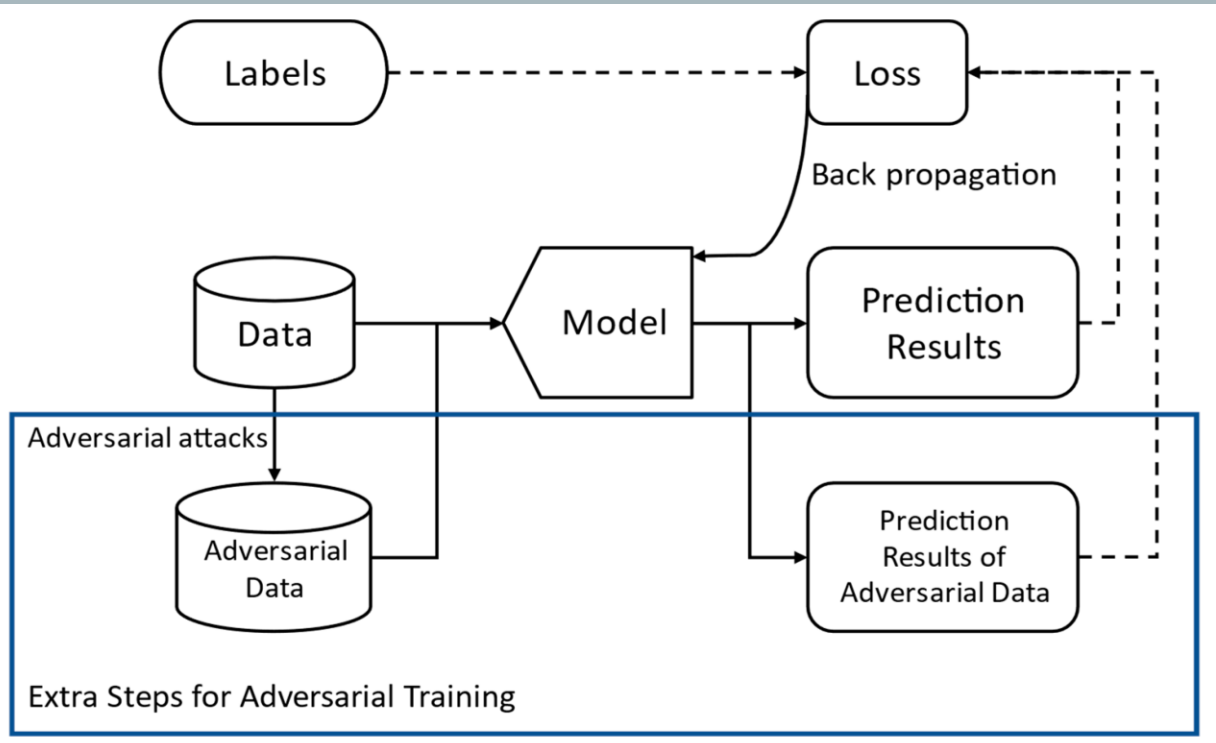 Labels
Loss
Back propagation
Data
Model
Prediction
Results
Adversarial attacks
Adversarial
Data
Prediction
Results of
Adversarial Data
Extra Steps for Adversarial Training